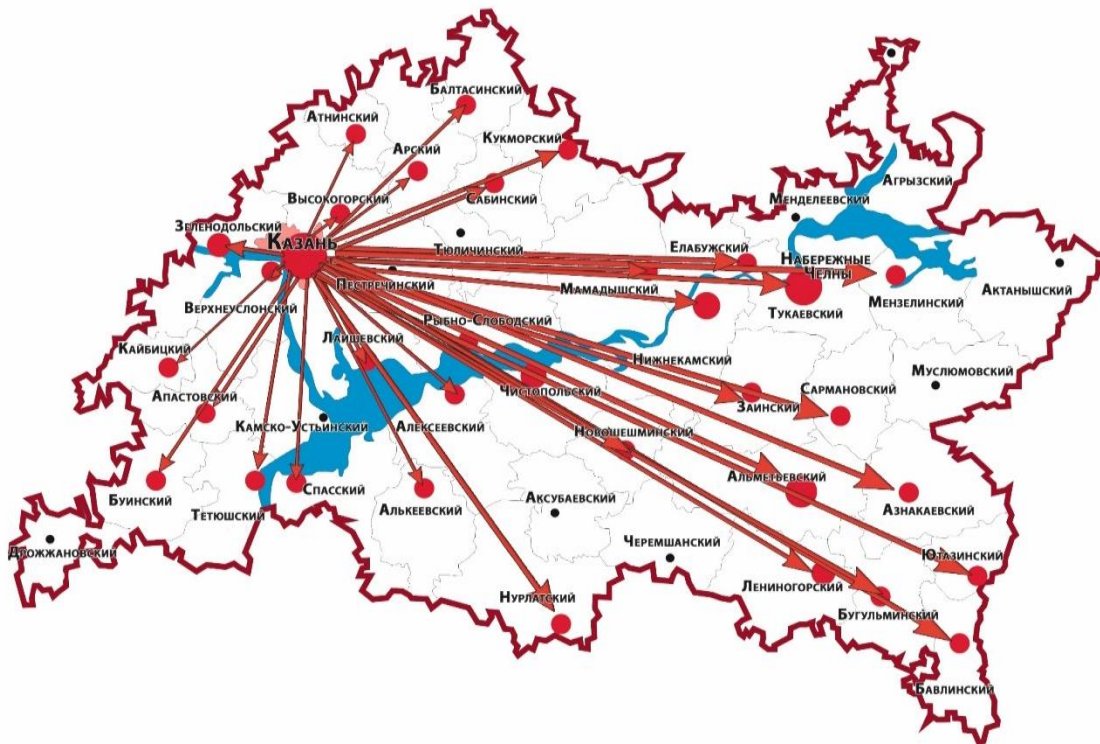 Балтасинский
Атнинский
Кукморский
Арский
Агрызский
Высокогорский
Сабинский
Менделеевский
Зеленодольский
Казань
Тюличинский
Елабужский
Набережные
Челны
Пестречинский
Мамадышский
Мензелинский
Актанышский
Верхнеуслонский
Тукаевский
Рыбно-Слободский
Лаишевский
Кайбицкий
Нижнекамский
Муслюмовский
Сармановский
Апастовский
Чистопольский
Заинский
Камско-Устьинский
Алексеевский
Новошешминский
Альметьевский
Буинский
Тетюшский
Спасский
Алькеевский
Аксубаевский
Азнакаевский
Дрожжановский
Черемшанский
Ютазинский
Лениногорский
Нурлатский
Бугульминский
Бавлинский